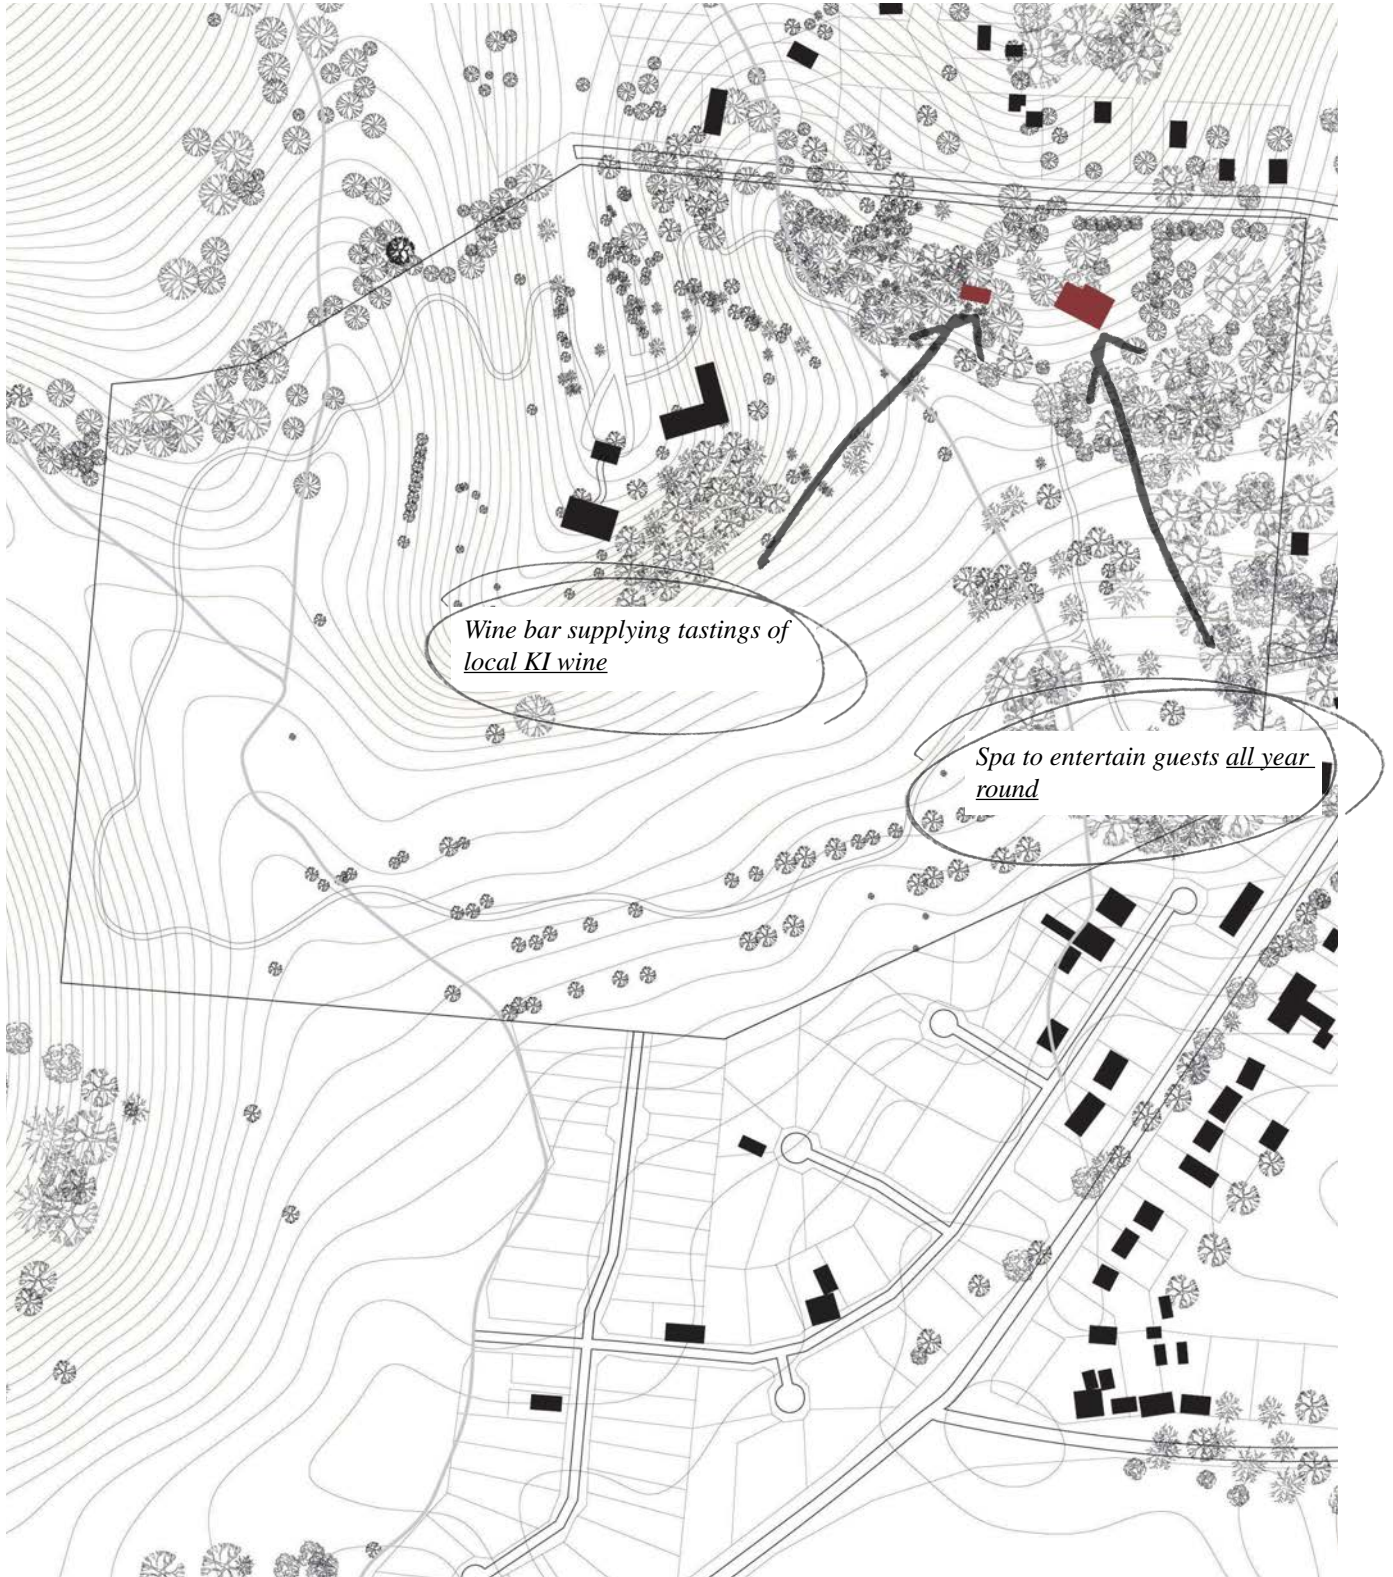 Wine bar supplying tastings of
local KI wine
Spa to entertain guests all year
round